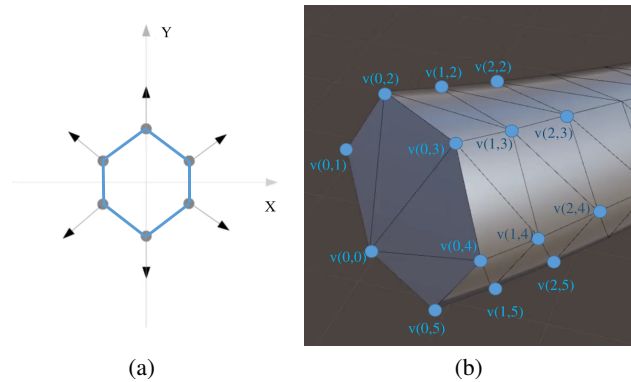 Y
X
(a)
v(0,2)
v(1,2)
v(2,2)
v(0,1)
v(0,3)
v(1,3)
v(2,3)
v(0,0)
v(0,4)
v(1,4)
v(2,4)
v(0,5)
v(1,5)
v(2,5)
(b)